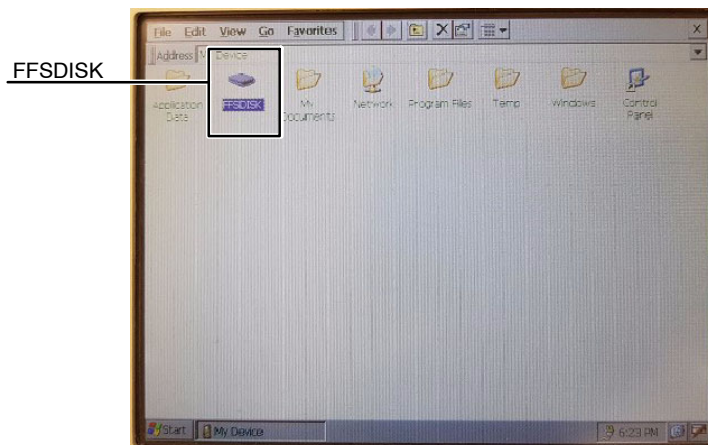 File Edit View Go Favorites
Address My Device
FFSDISK
Application Data
FFSDISK
My Documents
Network
Program Files
Temp
Windows
Control Panel
Start
My Device
6:23 PM